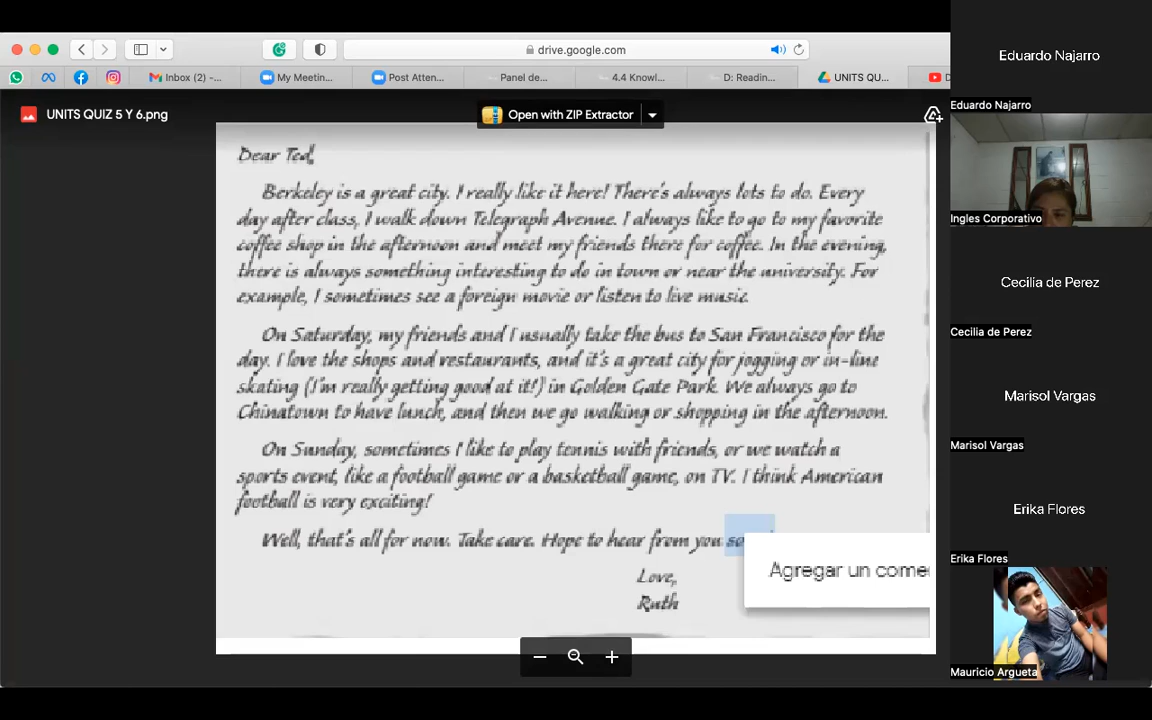 drive.google.com
Inbox (2) -...
My Meetin...
Post Atten...
Panel de...
4.4 Knowl...
D: Readin...
UNITS QU...
UNITS QUIZ 5 Y 6.png
Open with ZIP Extractor
Dear Ted,
Berkeley is a great city. I really like it here! There's always lots to do. Every
day after class, I walk down Telegraph Avenue. I always like to go to my favorite
coffee shop in the afternoon and meet my friends there for coffee. In the evening,
there is always something interesting to do in town or near the university. For
example, I sometimes see a foreign movie or listen to live music.
On Saturday, my friends and I usually take the bus to San Francisco for the
day. I love the shops and restaurants, and it's a great city for jogging or in-line
skating (I'm really getting good at it!) in Golden Gate Park. We always go to
Chinatown to have lunch, and then we go walking or shopping in the afternoon.
On Sunday, sometimes I like to play tennis with friends, or we watch a
sports event, like a football game or a basketball game, on TV. I think American
football is very exciting!
Well, that's all for now. Take care. Hope to hear from you
Agregar un come
Love,
Ruth
Eduardo Najarro
Eduardo Najarro
Ingles Corporativo
Cecilia de Perez
Cecilia de Perez
Marisol Vargas
Marisol Vargas
Erika Flores
Erika Flores
Mauricio Argueta